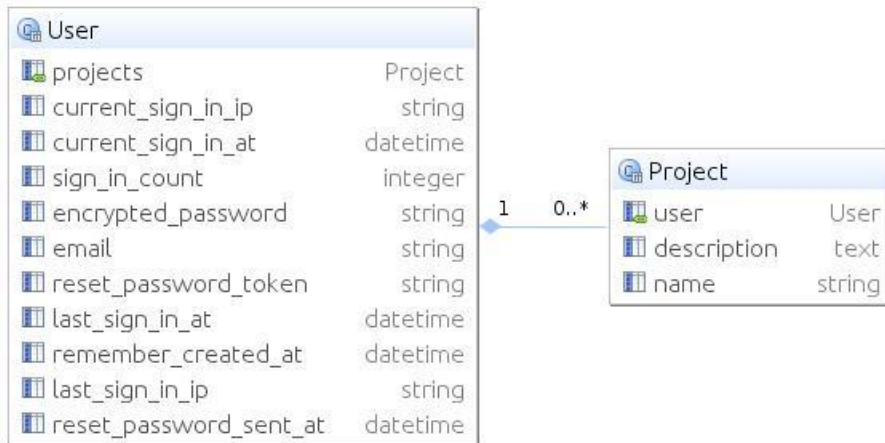 User
projects Project
current_sign_in_ip string
current_sign_in_at datetime
sign_in_count integer
encrypted_password string
email string
reset_password_token string
last_sign_in_at datetime
remember_created_at datetime
last_sign_in_ip string
reset_password_sent_at datetime
1 0..*
Project
user User
description text
name string